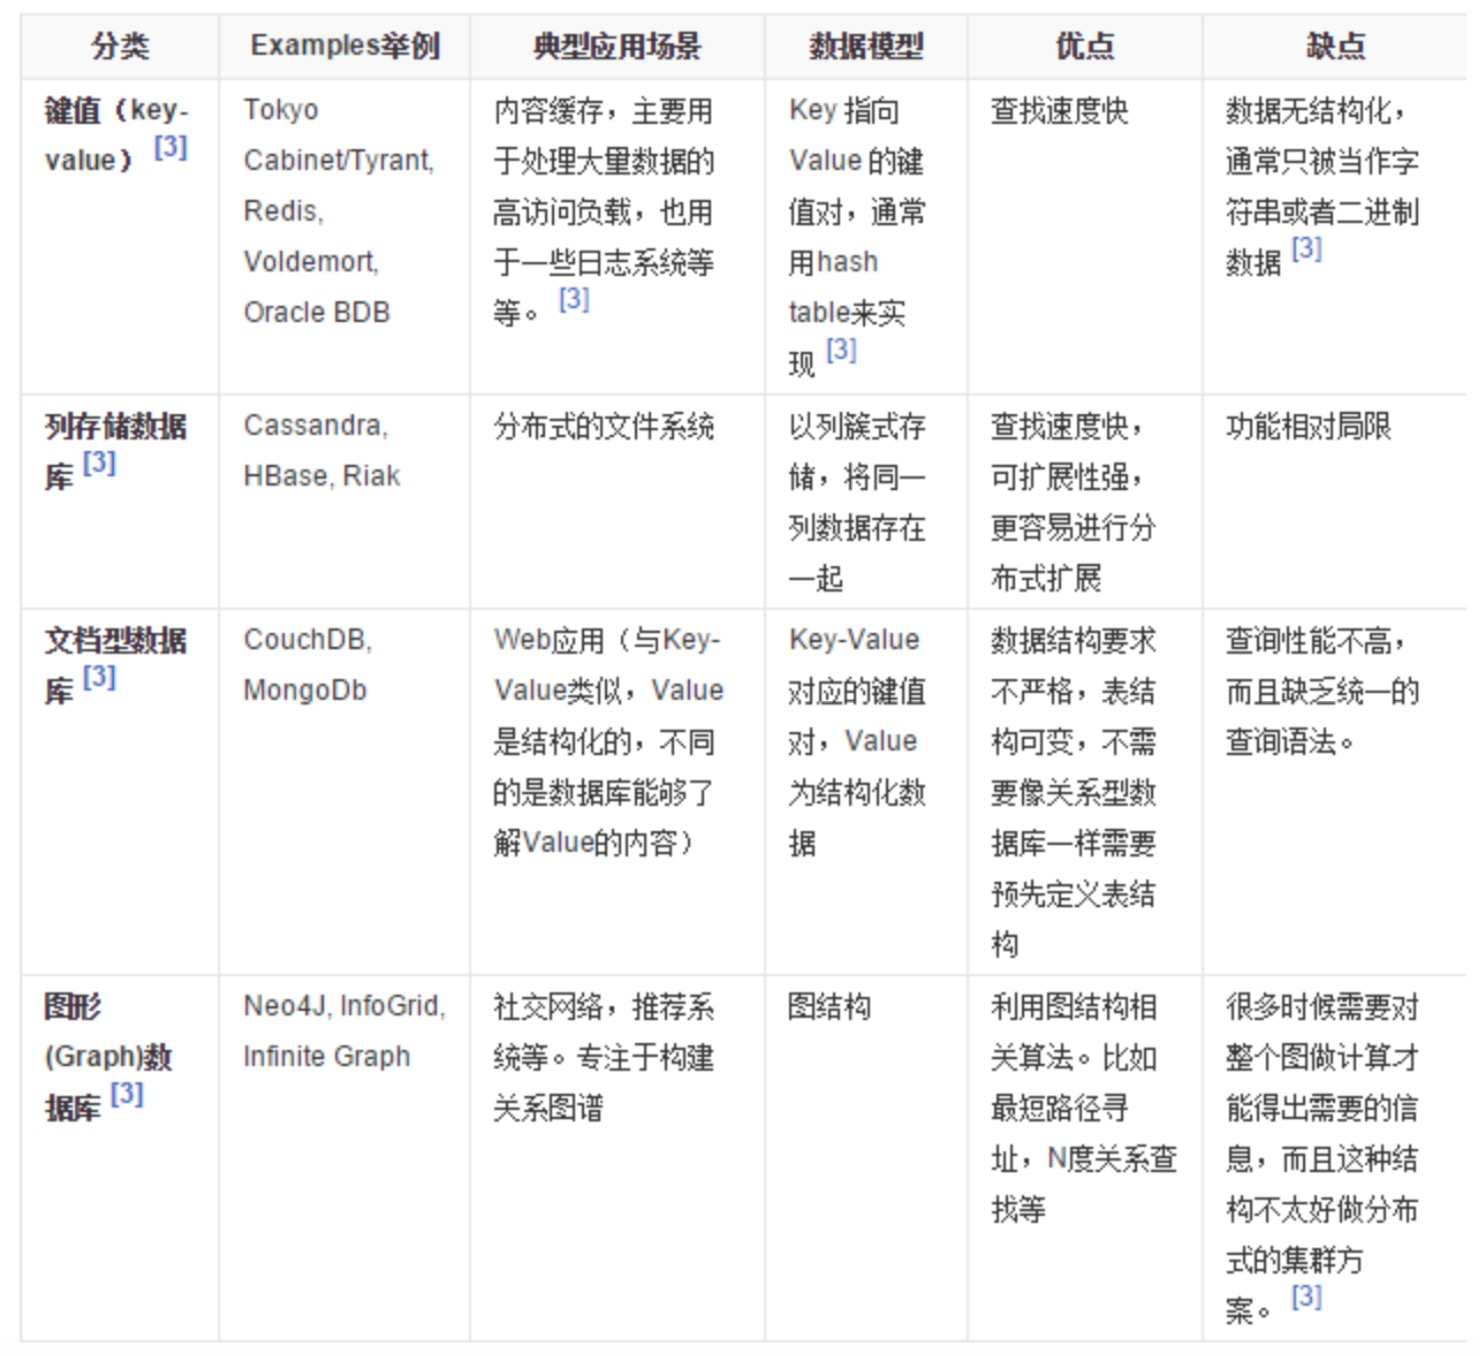 分类
Examples举例
典型应用场景
数据模型
优点
缺点
键值（key-
value）[3]
Tokyo
Cabinet/Tyrant,
Redis,
Voldemort,
Oracle BDB
内容缓存，主要用
于处理大量数据的
高访问负载，也用
于一些日志系统等
等。[3]
Key 指向
Value 的键
值对，通常
用hash
table来实
现[3]
查找速度快
数据无结构化，
通常只被当作字
符串或者二进制
数据[3]
列存储数据
库[3]
Cassandra,
HBase, Riak
分布式的文件系统
以列簇式存
储，将同一
列数据存在
一起
查找速度快，
可扩展性强，
更容易进行分
布式扩展
功能相对局限
文档型数据
库[3]
CouchDB,
MongoDb
Web应用（与Key-
Value类似，Value
是结构化的，不同
的是数据库能够了
解Value的内容）
Key-Value
对应的键值
对，Value
为结构化数
据
数据结构要求
不严格，表结
构可变，不需
要像关系型数
据库一样需要
预先定义表结
构
查询性能不高，
而且缺乏统一的
查询语法。
图形
(Graph)数
据库[3]
Neo4J, InfoGrid,
Infinite Graph
社交网络，推荐系
统等。专注于构建
关系图谱
图结构
利用图结构相
关算法。比如
最短路径寻
址，N度关系查
找等
很多时候需要对
整个图做计算才
能得出需要的信
息，而且这种结
构不太好做分布
式的集群方
案。[3]